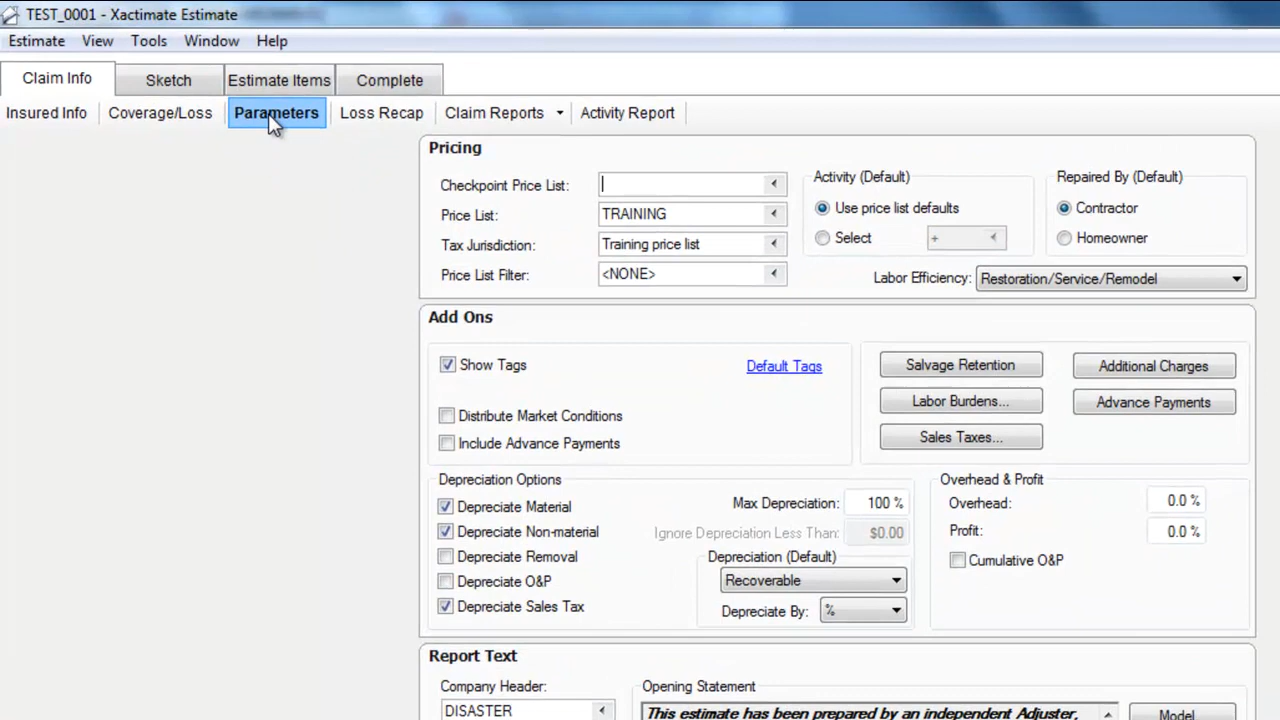 TEST_0001 - Xactimate Estimate
Estimate View Tools Window Help
Claim Info Sketch Estimate Items Complete
Insured Info Coverage/Loss Parameters Loss Recap Claim Reports Activity Report
Pricing
Checkpoint Price List:
Price List: TRAINING
Tax Jurisdiction: Training price list
Price List Filter: <NONE>
Activity (Default)
Use price list defaults
Select +
Repaired By (Default)
Contractor
Homeowner
Labor Efficiency: Restoration/Service/Remodel
Add Ons
Show Tags Default Tags
Distribute Market Conditions
Include Advance Payments
Salvage Retention Additional Charges
Labor Burdens... Advance Payments
Sales Taxes...
Depreciation Options
Depreciate Material
Depreciate Non-material
Depreciate Removal
Depreciate O&P
Depreciate Sales Tax
Max Depreciation: 100 %
Ignore Depreciation Less Than: $0.00
Depreciation (Default)
Recoverable
Depreciate By: %
Overhead & Profit
Overhead: 0.0 %
Profit: 0.0 %
Cumulative O&P
Report Text
Company Header:
DISASTER
Opening Statement
This estimate has been prepared by an independent Adjuster,
Model